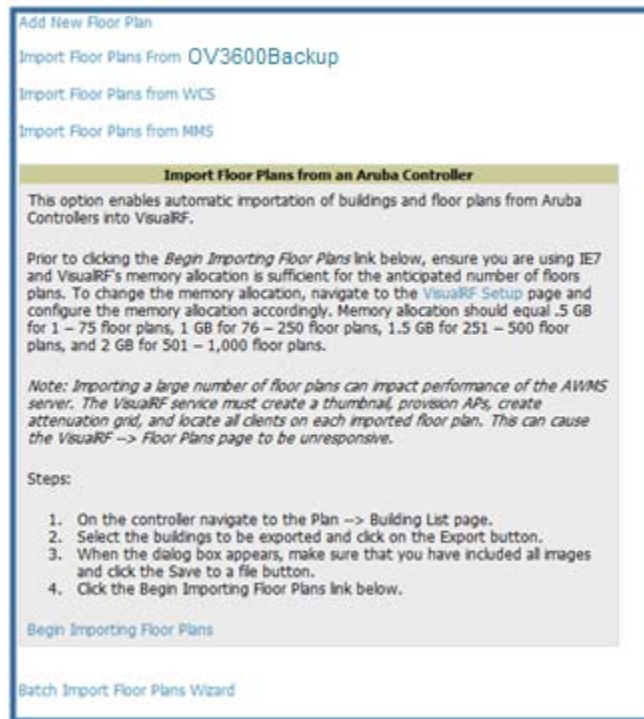 Add New Floor Plan
Import Floor Plans From OV3600Backup
Import Floor Plans from WCS
Import Floor Plans from MMS
Import Floor Plans from an Aruba Controller
This option enables automatic importation of buildings and floor plans from Aruba
Controllers into VisualRF.
Prior to clicking the Begin Importing Floor Plans link below, ensure you are using IE7
and VisualRF's memory allocation is sufficient for the anticipated number of floors
plans. To change the memory allocation, navigate to the VisualRF Setup page and
configure the memory allocation accordingly. Memory allocation should equal .5 GB
for 1 – 75 floor plans, 1 GB for 76 – 250 floor plans, 1.5 GB for 251 – 500 floor
plans, and 2 GB for 501 – 1,000 floor plans.
Note: Importing a large number of floor plans can impact performance of the AWMS
server. The VisualRF service must create a thumbnail, provision APs, create
attenuation grid, and locate all clients on each imported floor plan. This can cause
the VisualRF --> Floor Plans page to be unresponsive.
Steps:
1. On the controller navigate to the Plan --> Building List page.
2. Select the buildings to be exported and click on the Export button.
3. When the dialog box appears, make sure that you have included all images
and click the Save to a file button.
4. Click the Begin Importing Floor Plans link below.
Begin Importing Floor Plans
Batch Import Floor Plans Wizard